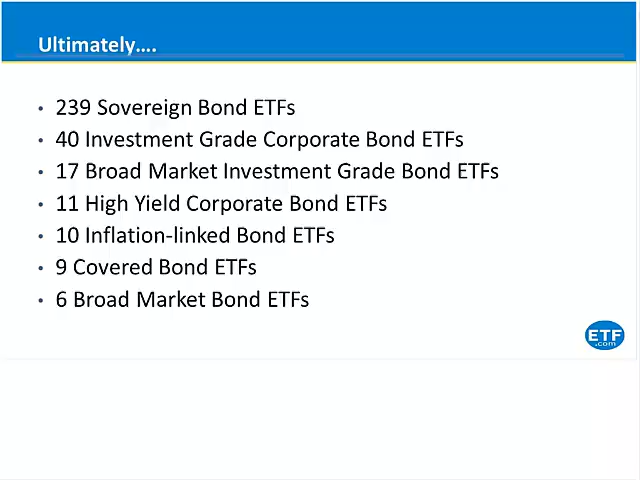 Ultimately....
• 239 Sovereign Bond ETFs
• 40 Investment Grade Corporate Bond ETFs
• 17 Broad Market Investment Grade Bond ETFs
• 11 High Yield Corporate Bond ETFs
• 10 Inflation-linked Bond ETFs
• 9 Covered Bond ETFs
• 6 Broad Market Bond ETFs
ETF
.com